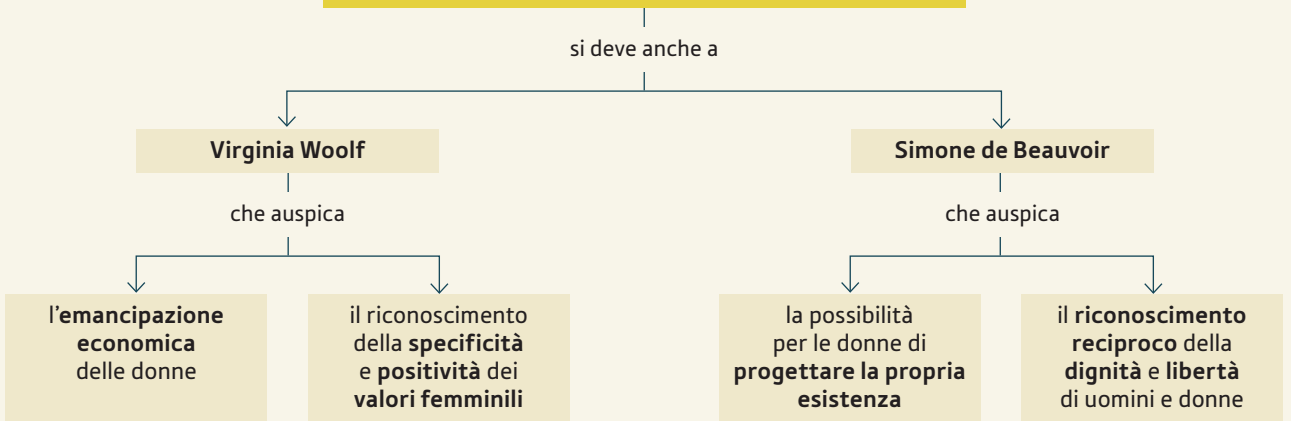 si deve anche a
Virginia Woolf
che auspica
l'emancipazione
economica
delle donne
il riconoscimento
della specificità
e positività dei
valori femminili
Simone de Beauvoir
che auspica
la possibilità
per le donne di
progettare la propria
esistenza
il riconoscimento
reciproco della
dignità e libertà
di uomini e donne